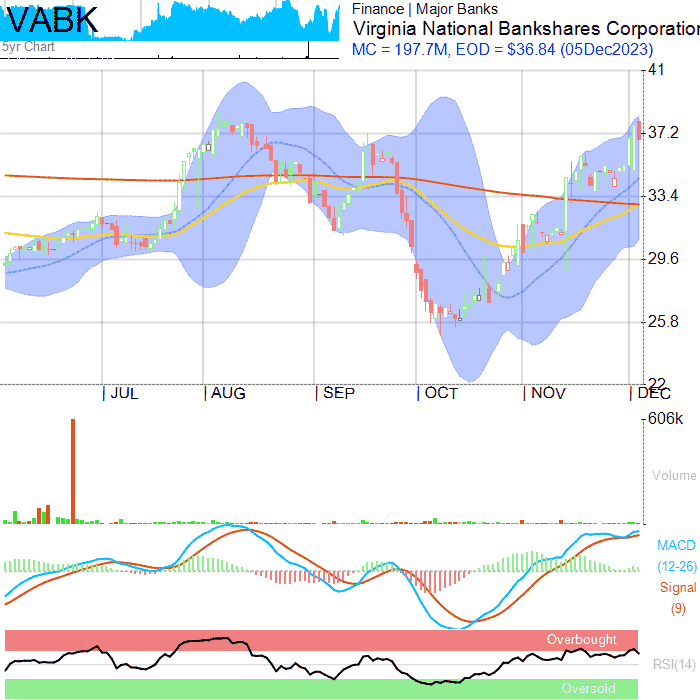 VABK
5yr Chart
Finance | Major Banks
Virginia National Bankshares Corporation
MC = 197.7M, EOD = $36.84 (05Dec2023)
41
37.2
33.4
29.6
25.8
22
JUL AUG SEP OCT NOV DEC
606k
Volume
MACD
(12-26)
Signal
(9)
Overbought
RSI(14)
Oversold